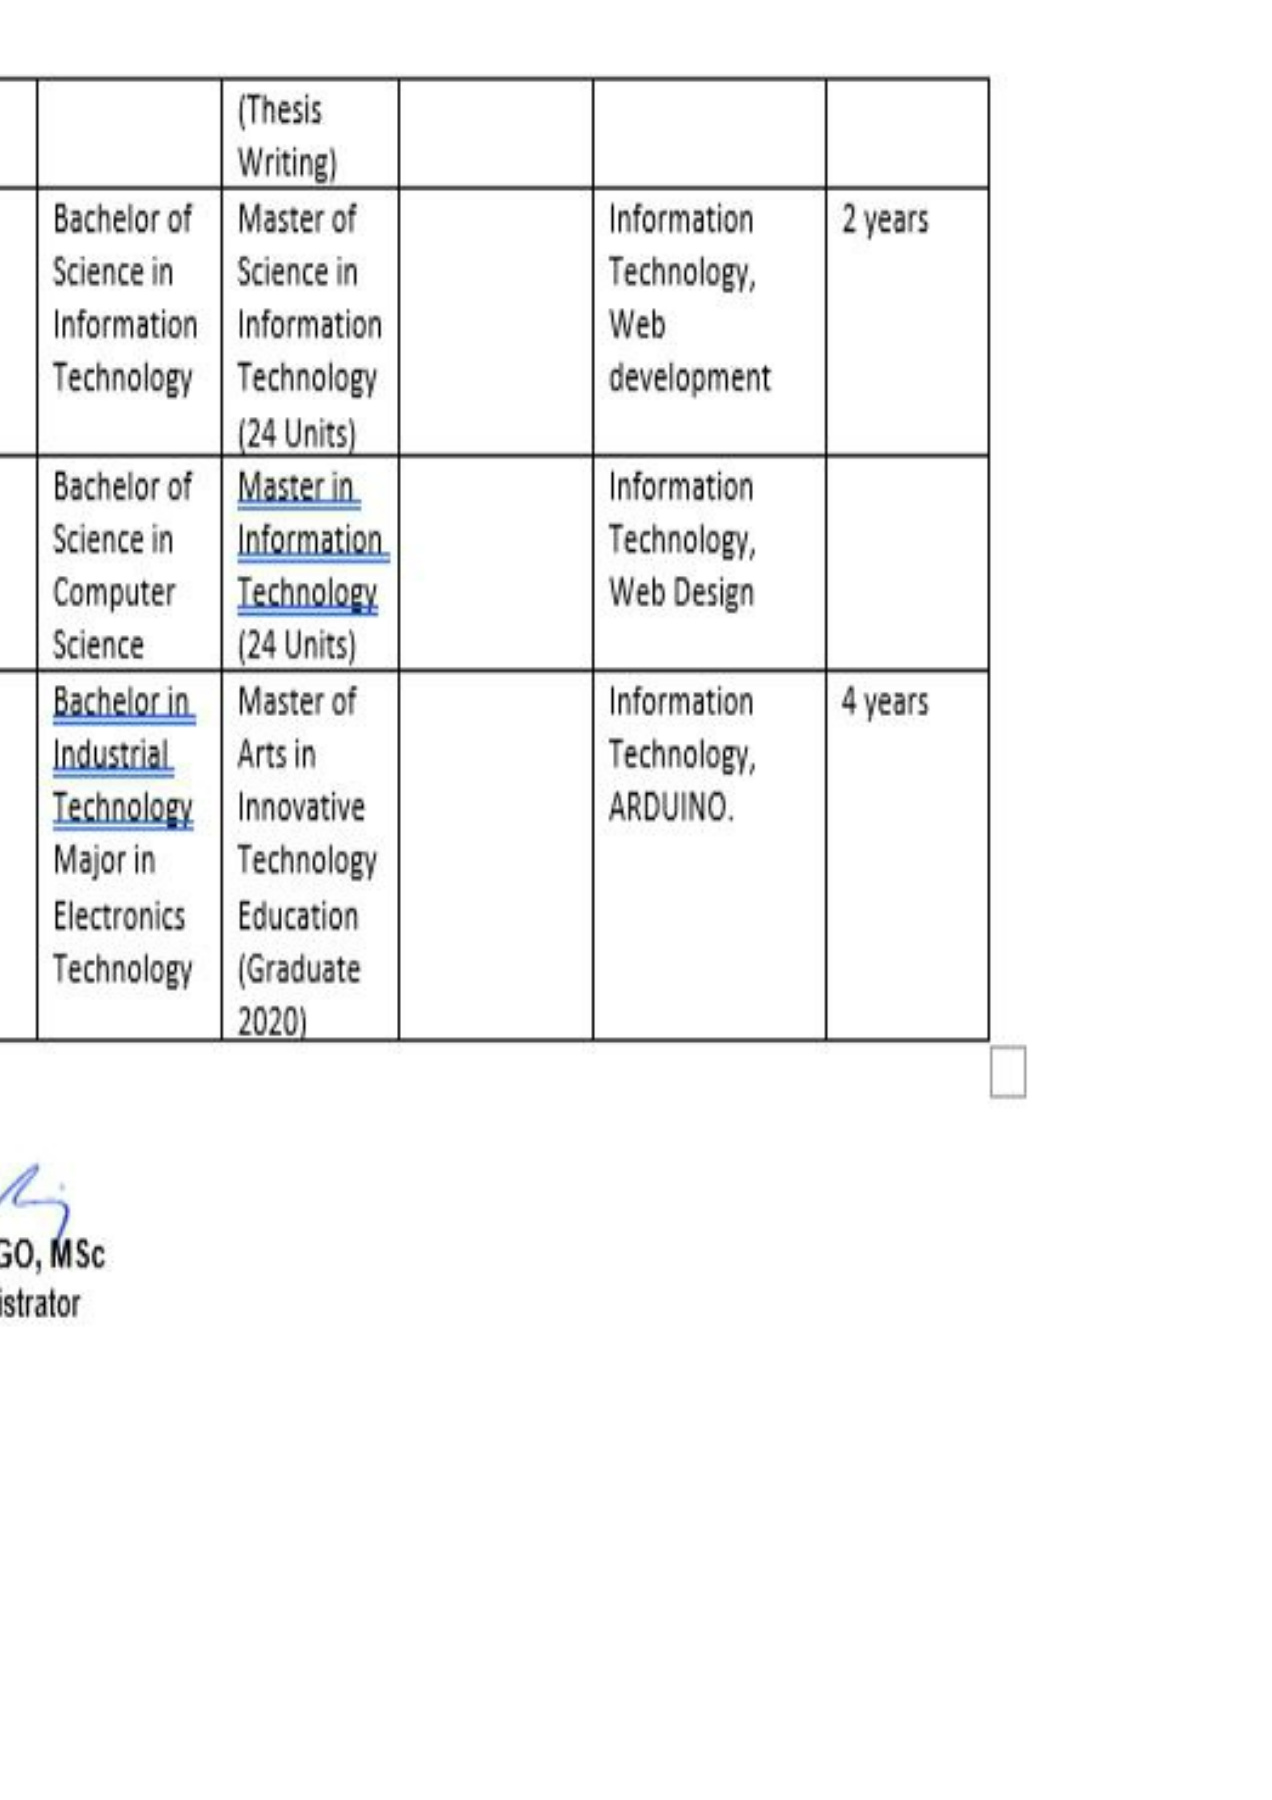 (Thesis
Writing)
Bachelor of
Science in
Information
Technology
Master of
Science in
Information
Technology
(24 Units)
Information
Technology,
Web
development
2 years
Bachelor of
Science in
Computer
Science
Master in
Information
Technology
(24 Units)
Information
Technology,
Web Design
Bachelor in
Industrial
Technology
Major in
Electronics
Technology
Master of
Arts in
Innovative
Technology
Education
(Graduate
2020)
Information
Technology,
ARDUINO.
4 years
GO, MSc
istrator